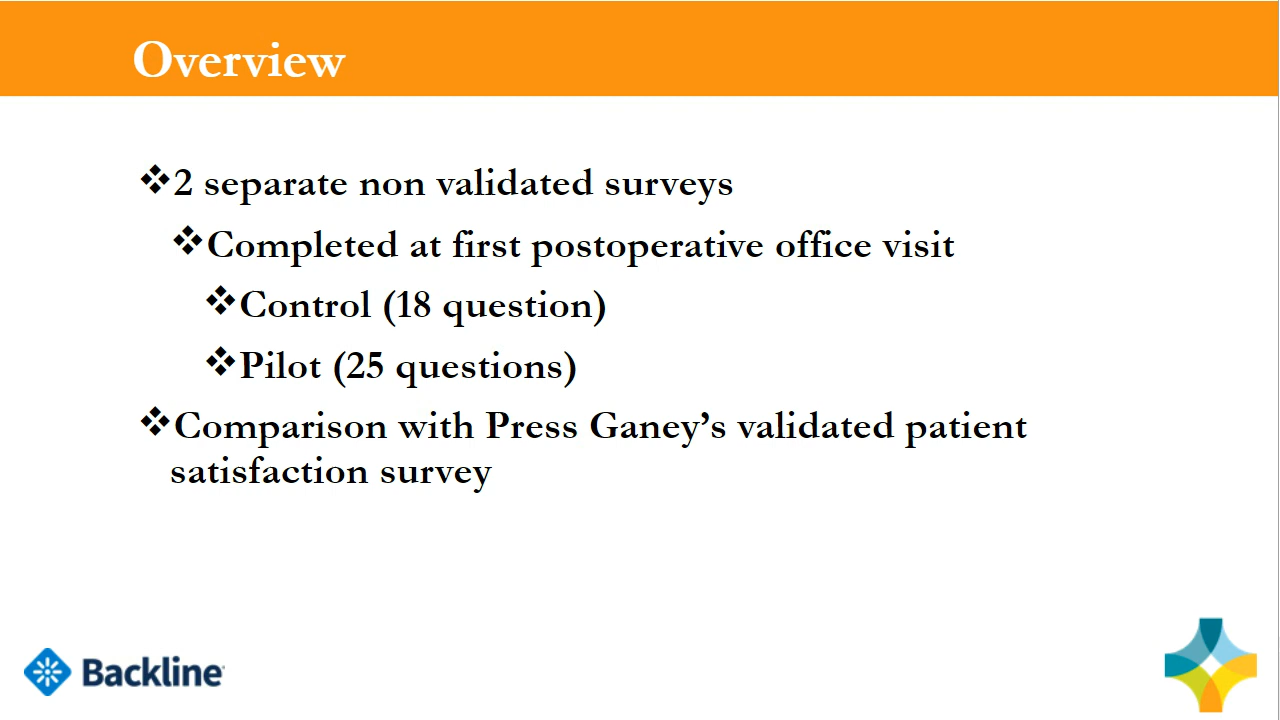 Overview
❖2 separate non validated surveys
❖Completed at first postoperative office visit
❖Control (18 question)
❖Pilot (25 questions)
❖Comparison with Press Ganey’s validated patient
satisfaction survey
Backline